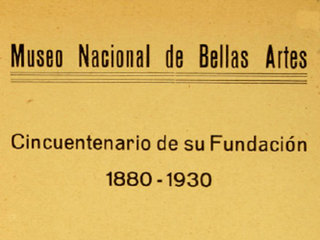 Museo Nacional de Bellas Artes
Cincuentenario de su Fundación
1880-1930